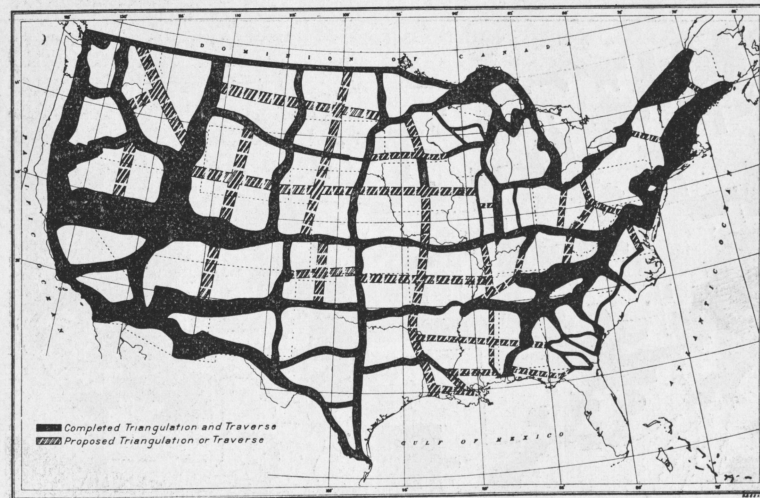 DOMINION OF CANADA
PACIFIC OCEAN
ATLANTIC OCEAN
GULF OF MEXICO
Completed Triangulation and Traverse
Proposed Triangulation or Traverse